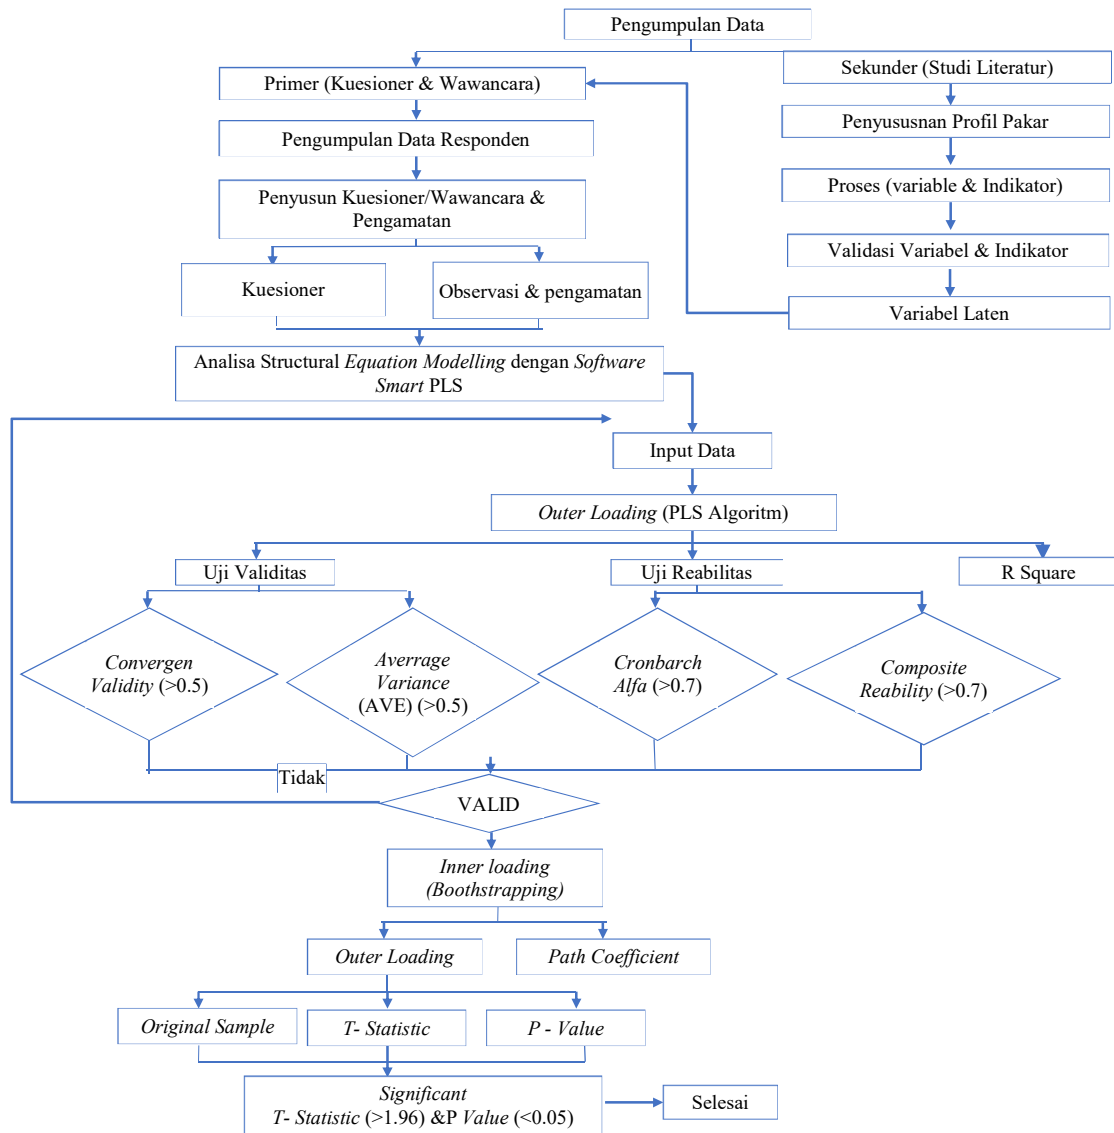 Pengumpulan Data
Primer (Kuesioner & Wawancara)
Sekunder (Studi Literatur)
Pengumpulan Data Responden
Penyususnan Profil Pakar
Penyusun Kuesioner/Wawancara &
Pengamatan
Proses (variable & Indikator)
Validasi Variabel & Indikator
Kuesioner
Observasi & pengamatan
Variabel Laten
Analisa Structural Equation Modelling dengan Software
Smart PLS
Input Data
Outer Loading (PLS Algoritm)
Uji Validitas
Uji Reabilitas
R Square
Convergen
Validity (>0.5)
Averrage
Variance
(AVE) (>0.5)
Cronbarch
Alfa (>0.7)
Composite
Reability (>0.7)
Tidak
VALID
Inner loading
(Boothstrapping)
Outer Loading
Path Coefficient
Original Sample
T- Statistic
P - Value
Significant
T- Statistic (>1.96) &P Value (<0.05)
Selesai